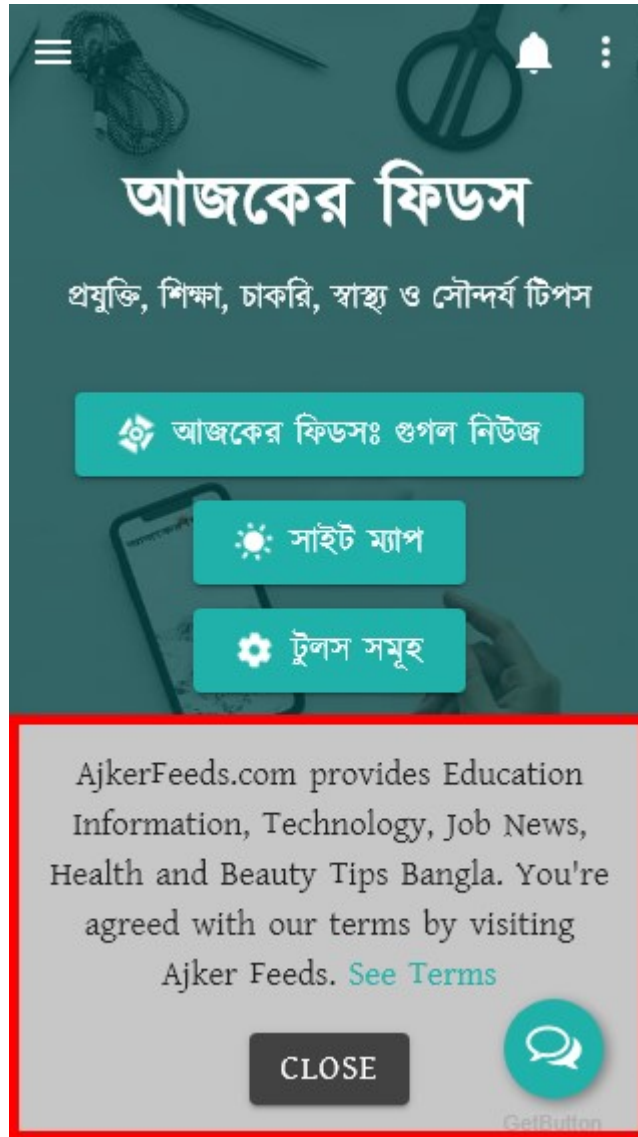 আজকের ফিডস
প্রযুক্তি, শিক্ষা, চাকরি, স্বাস্থ্য ও সৌন্দর্য টিপস
আজকের ফিডসঃ গুগল নিউজ
সাইট ম্যাপ
টুলস সমূহ
AjkerFeeds.com provides Education
Information, Technology, Job News,
Health and Beauty Tips Bangla. You're
agreed with our terms by visiting
Ajker Feeds. See Terms
CLOSE
GetButton